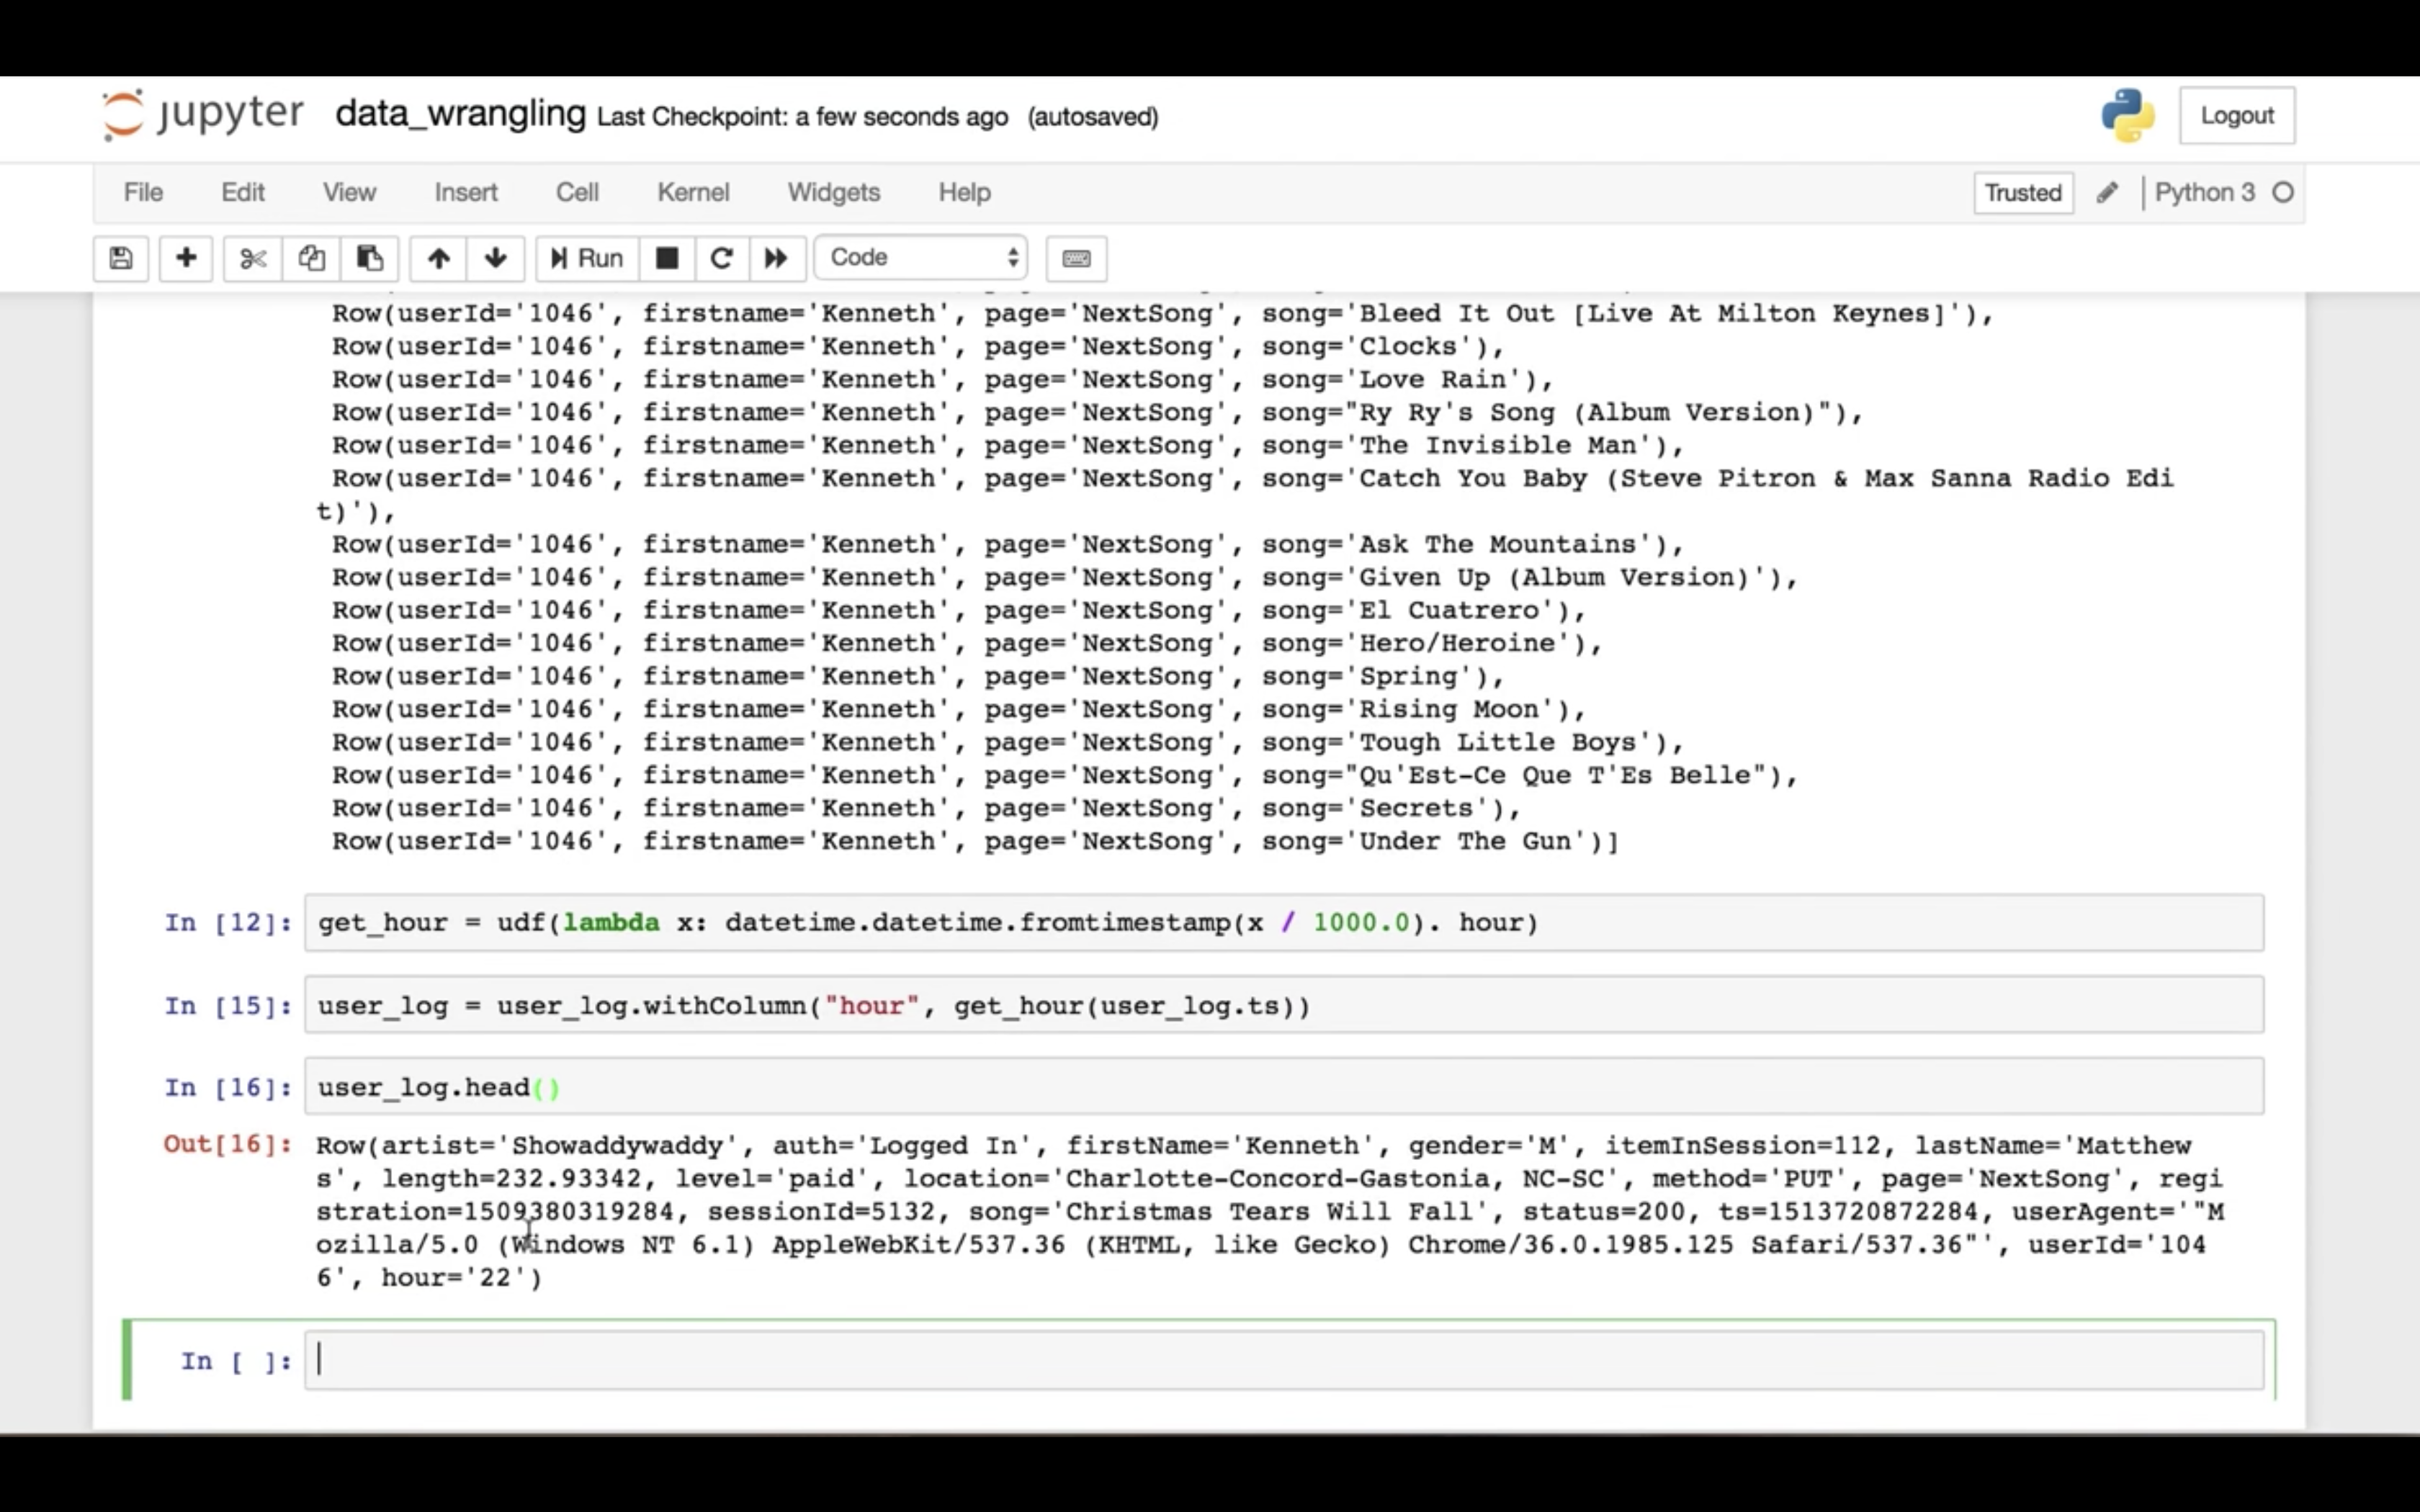 jupyter data_wrangling Last Checkpoint: a few seconds ago (autosaved) Logout
File Edit View Insert Cell Kernel Widgets Help Trusted Python 3
Run Code
Row(userId='1046', firstname='Kenneth', page='NextSong', song='Bleed It Out [Live At Milton Keynes]'),
Row(userId='1046', firstname='Kenneth', page='NextSong', song='Clocks'),
Row(userId='1046', firstname='Kenneth', page='NextSong', song='Love Rain'),
Row(userId='1046', firstname='Kenneth', page='NextSong', song="Ry Ry's Song (Album Version)"),
Row(userId='1046', firstname='Kenneth', page='NextSong', song='The Invisible Man'),
Row(userId='1046', firstname='Kenneth', page='NextSong', song='Catch You Baby (Steve Pitron & Max Sanna Radio Edi
t)'),
Row(userId='1046', firstname='Kenneth', page='NextSong', song='Ask The Mountains'),
Row(userId='1046', firstname='Kenneth', page='NextSong', song='Given Up (Album Version)'),
Row(userId='1046', firstname='Kenneth', page='NextSong', song='El Cuatrero'),
Row(userId='1046', firstname='Kenneth', page='NextSong', song='Hero/Heroine'),
Row(userId='1046', firstname='Kenneth', page='NextSong', song='Spring'),
Row(userId='1046', firstname='Kenneth', page='NextSong', song='Rising Moon'),
Row(userId='1046', firstname='Kenneth', page='NextSong', song='Tough Little Boys'),
Row(userId='1046', firstname='Kenneth', page='NextSong', song="Qu'Est-Ce Que T'Es Belle"),
Row(userId='1046', firstname='Kenneth', page='NextSong', song='Secrets'),
Row(userId='1046', firstname='Kenneth', page='NextSong', song='Under The Gun')]
In [12]: get_hour = udf(lambda x: datetime.datetime.fromtimestamp(x / 1000.0). hour)
In [15]: user_log = user_log.withColumn("hour", get_hour(user_log.ts))
In [16]: user_log.head()
Out[16]: Row(artist='Showaddywaddy', auth='Logged In', firstName='Kenneth', gender='M', itemInSession=112, lastName='Matthew
s', length=232.93342, level='paid', location='Charlotte-Concord-Gastonia, NC-SC', method='PUT', page='NextSong', regi
stration=1509380319284, sessionId=5132, song='Christmas Tears Will Fall', status=200, ts=1513720872284, userAgent='"M
ozilla/5.0 (Windows NT 6.1) AppleWebKit/537.36 (KHTML, like Gecko) Chrome/36.0.1985.125 Safari/537.36"', userId='104
6', hour='22')
In [ ]: